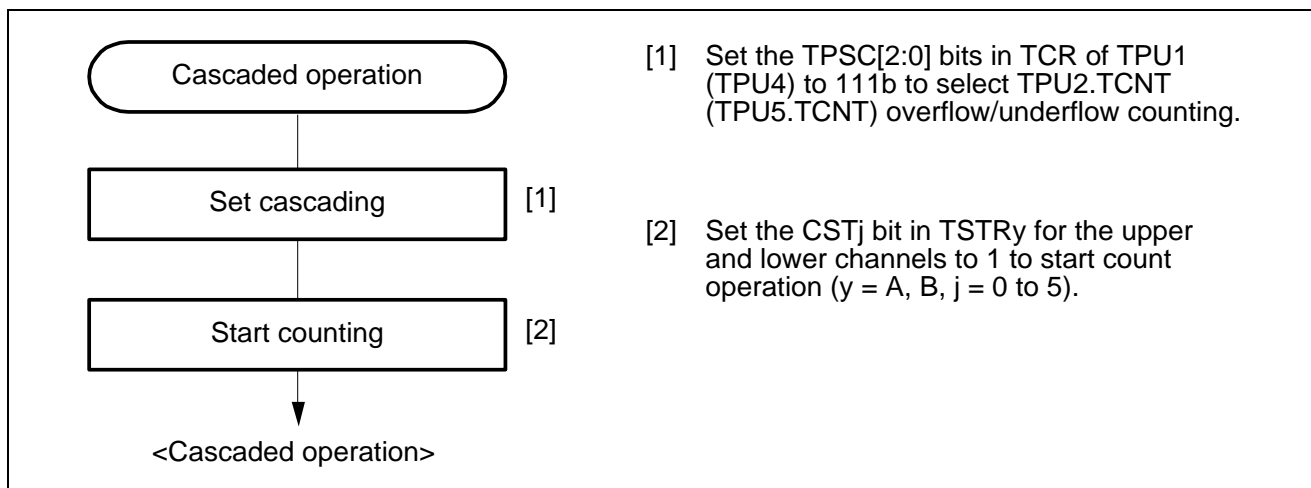 Cascaded operation
Set cascading
[1]
Start counting
[2]
<Cascaded operation>
[1] Set the TPSC[2:0] bits in TCR of TPU1
(TPU4) to 111b to select TPU2.TCNT
(TPU5.TCNT) overflow/underflow counting.
[2] Set the CSTj bit in TSTRy for the upper
and lower channels to 1 to start count
operation (y = A, B, j = 0 to 5).